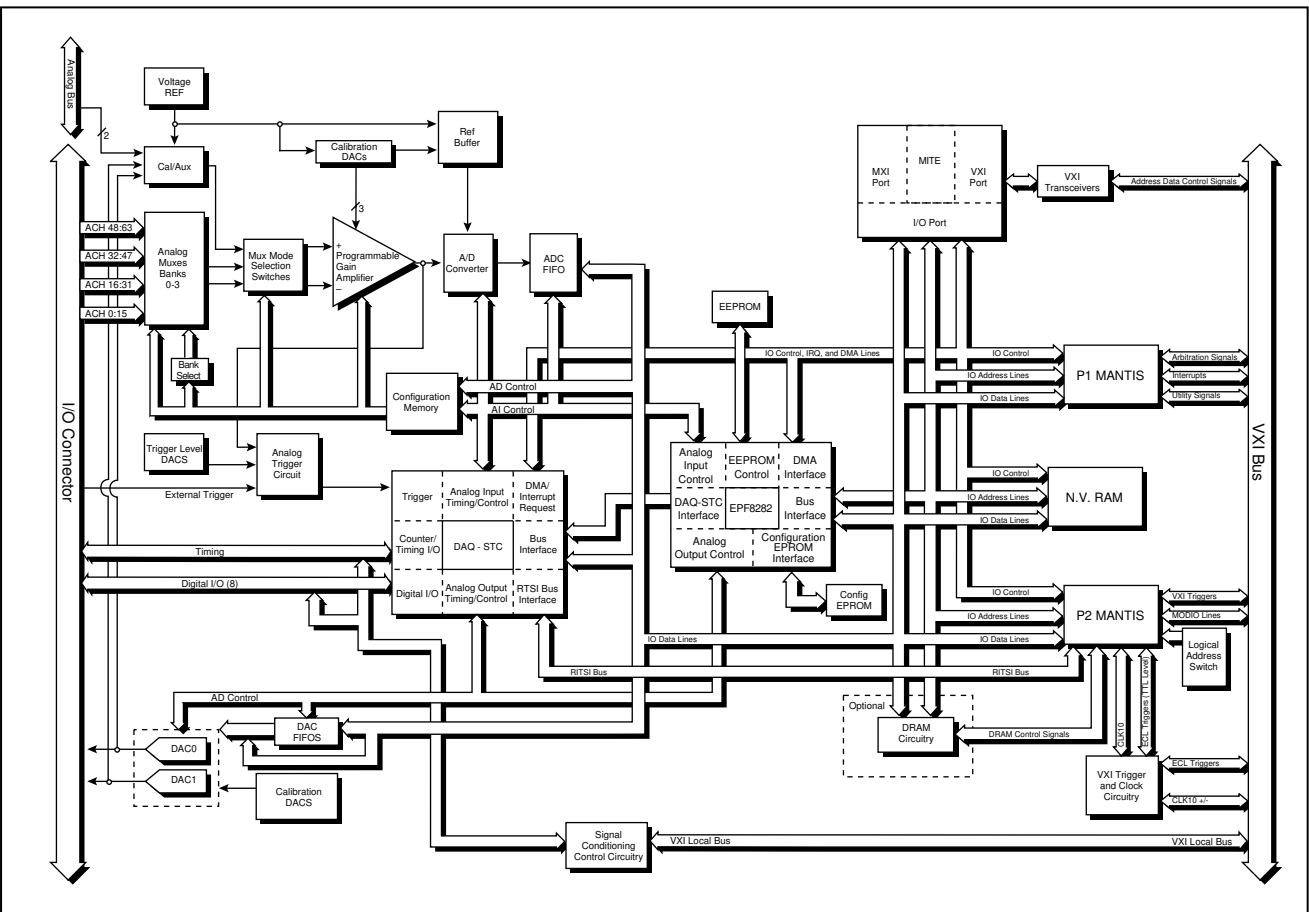 Analog Bus
2
Voltage
REF
Cal/Aux
Calibration
DACs
Ref
Buffer
3
ACH 48:63
ACH 32:47
ACH 16:31
ACH 0:15
Analog
Muxes
Banks
0-3
Mux Mode
Selection
Switches
+
Programmable
Gain
Amplifier
–
A/D
Converter
ADC
FIFO
Bank
Select
Configuration
Memory
AD Control
AI Control
I/O Connector
Trigger Level
DACS
Analog
Trigger
Circuit
External Trigger
Timing
Digital I/O (8)
Trigger
Analog Input
Timing/Control
DMA/
Interrupt
Request
Counter/
Timing I/O
DAQ - STC
Bus
Interface
Digital I/O
Analog Output
Timing/Control
RTSI Bus
Interface
AD Control
DAC
FIFOS
DAC0
DAC1
Calibration
DACS
EEPROM
IO Control, IRQ, and DMA Lines
Analog
Input
Control
EEPROM
Control
DMA
Interface
DAQ-STC
Interface
EPF8282
Bus
Interface
Analog
Output Control
Configuration
EPROM
Interface
Config
EPROM
IO Data Lines
RITSI Bus
Signal
Conditioning
Control Circuitry
VXI Local Bus
VXI Local Bus
MXI
Port
MITE
VXI
Port
I/O Port
VXI
Transceivers
Address Data Control Signals
IO Control
IO Address Lines
IO Data Lines
P1 MANTIS
Arbitration Signals
Interrupts
Utility Signals
IO Control
IO Address Lines
IO Data Lines
N.V. RAM
IO Control
IO Address Lines
IO Data Lines
RITSI Bus
P2 MANTIS
VXI Triggers
MODIO Lines
Logical
Address
Switch
Optional
DRAM
Circuitry
DRAM Control Signals
CLK10
ECL Triggers (TTL Level)
VXI Trigger
and Clock
Circuitry
ECL Triggers
CLK10 +/-
VXI Bus